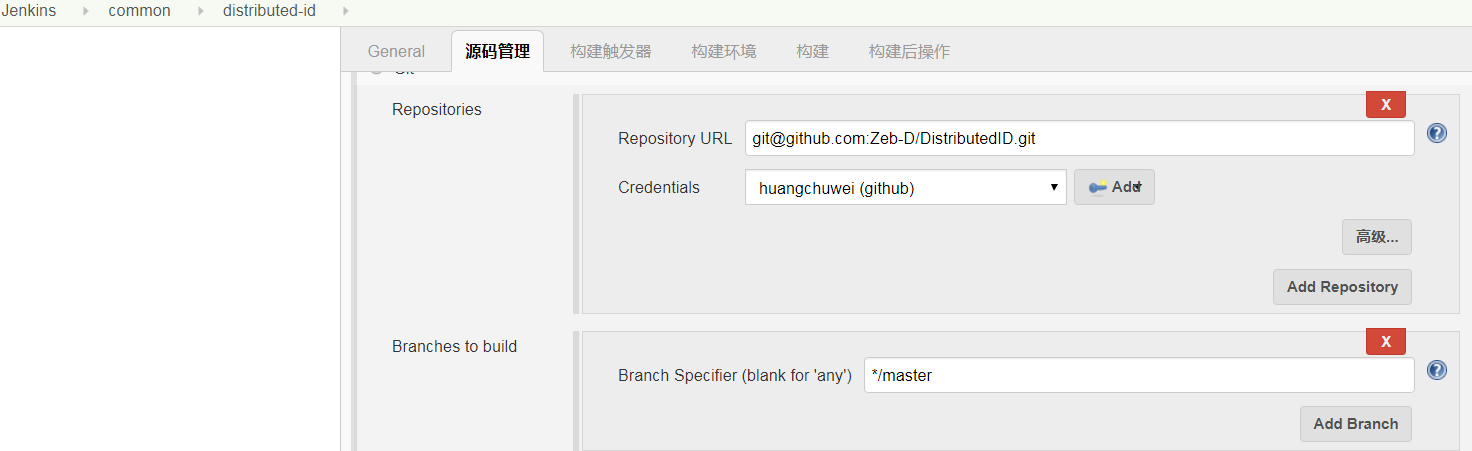 Jenkins common distributed-id
General 源码管理 构建触发器 构建环境 构建 构建后操作
Git
Repositories
X
Repository URL git@github.com:Zeb-D/DistributedID.git
Credentials huangchuwei (github) Add
高级...
Add Repository
Branches to build
X
Branch Specifier (blank for 'any') */master
Add Branch